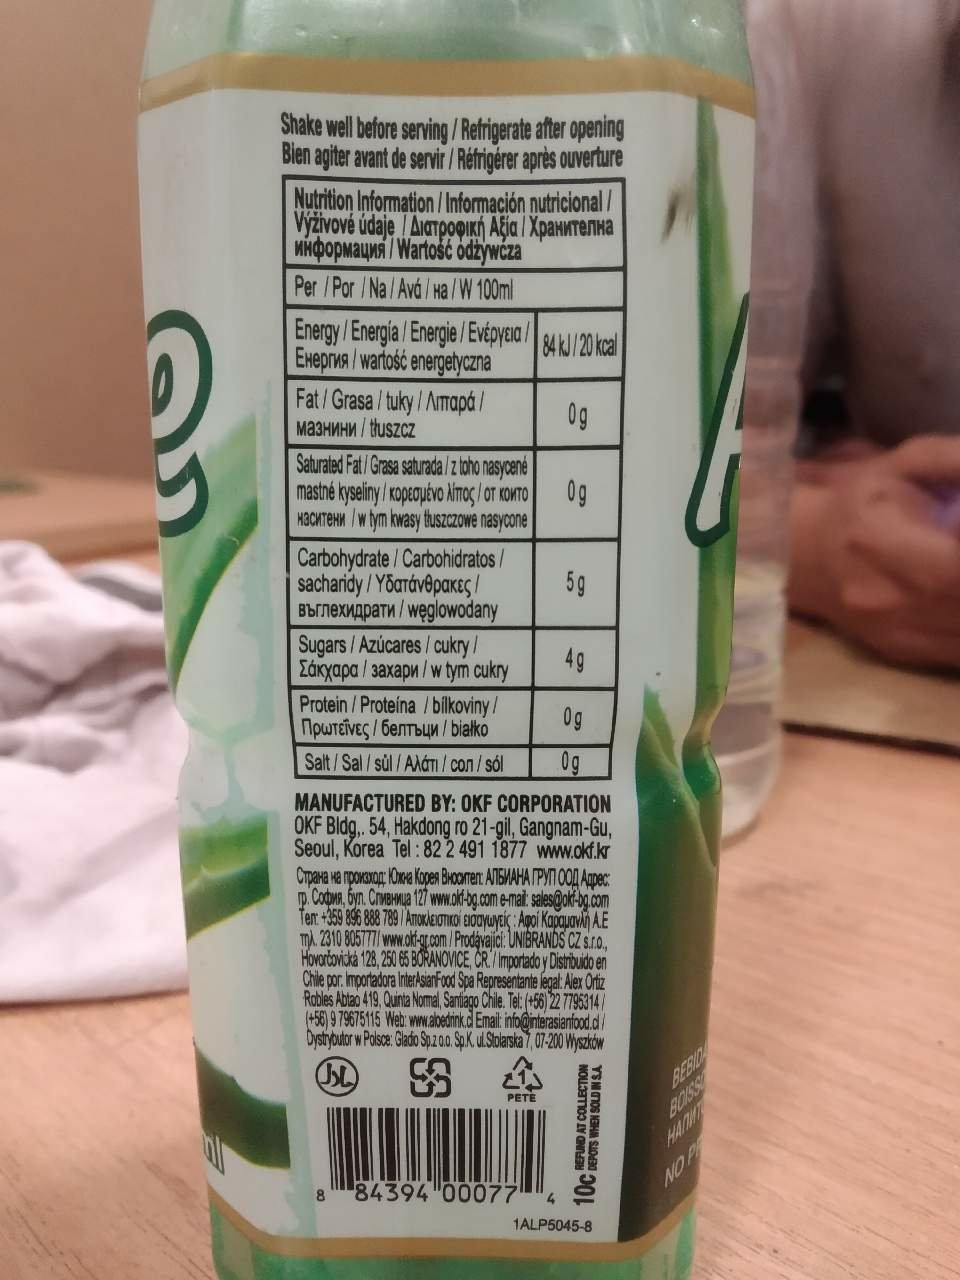 Shake well before serving / Refrigerate after opening
Bien agiter avant de servir / Réfrigérer après ouverture
Nutrition Information / Información nutricional /
Výživové údaje / Διατροφική Αξία / Хранителна
информация / Wartość odżywcza
Per / Por / Na / Ανά / на / W 100ml
Energy / Energía / Energie / Ενέργεια /
Енергия / wartość energetyczna
84 kJ / 20 kcal
Fat / Grasa / tuky / Λιπαρά /
мазнини / tłuszcz
0 g
Saturated Fat / Grasa saturada / z toho nasycené
mastné kyseliny / κορεσμένο λίπος / от които
наситени / w tym kwasy tłuszczowe nasycone
0 g
Carbohydrate / Carbohidratos /
sacharidy / Υδατάνθρακες /
въглехидрати / węglowodany
5 g
Sugars / Azúcares / cukry /
Σάκχαρα / захари / w tym cukry
4 g
Protein / Proteína / bílkoviny /
Πρωτεΐνες / белтъци / białko
0 g
Salt / Sal / sůl / Αλάτι / сол / sól
0 g
MANUFACTURED BY: OKF CORPORATION
OKF Bldg,. 54, Hakdong ro 21-gil, Gangnam-Gu,
Seoul, Korea Tel : 82 2 491 1877 www.okf.kr
Страна на произход: Южна Корея Вносител: АЛБИАНА ГРУП ООД Адрес:
гр. София, бул. Сливница 127 www.okf-bg.com e-mail: sales@okf-bg.com
Тел: +359 896 888 789 / Αποκλειστικοί εισαγωγείς : Αφοί Καραμανλή Α.Ε
τηλ. 2310 805777/ www.okf-gr.com / Prodávající: UNIBRANDS CZ s.r.o.,
Hovorčovická 128, 250 65 BOŘANOVICE, ČR. / Importado y Distribuido en
Chile por: Importadora InterAsianFood Spa Representante legal: Alex Ortiz
Robles Abtao 419, Quinta Normal, Santiago Chile. Tel: (+56) 22 7795314 /
(+56) 9 79675115 Web: www.aloedrink.cl Email: info@interasianfood.cl /
Dystrybutor w Polsce: Gladio Sp.z o.o. Sp.K. ul.Stolarska 7, 07-200 Wyszków
1
PETE
10c REFUND AT COLLECTION
DEPOTS WHEN SOLD IN S.A.
8 84394 00077 4
1ALP5045-8
e
A
ml
BEBIDA
BOISSO
НАПИТ
NO P